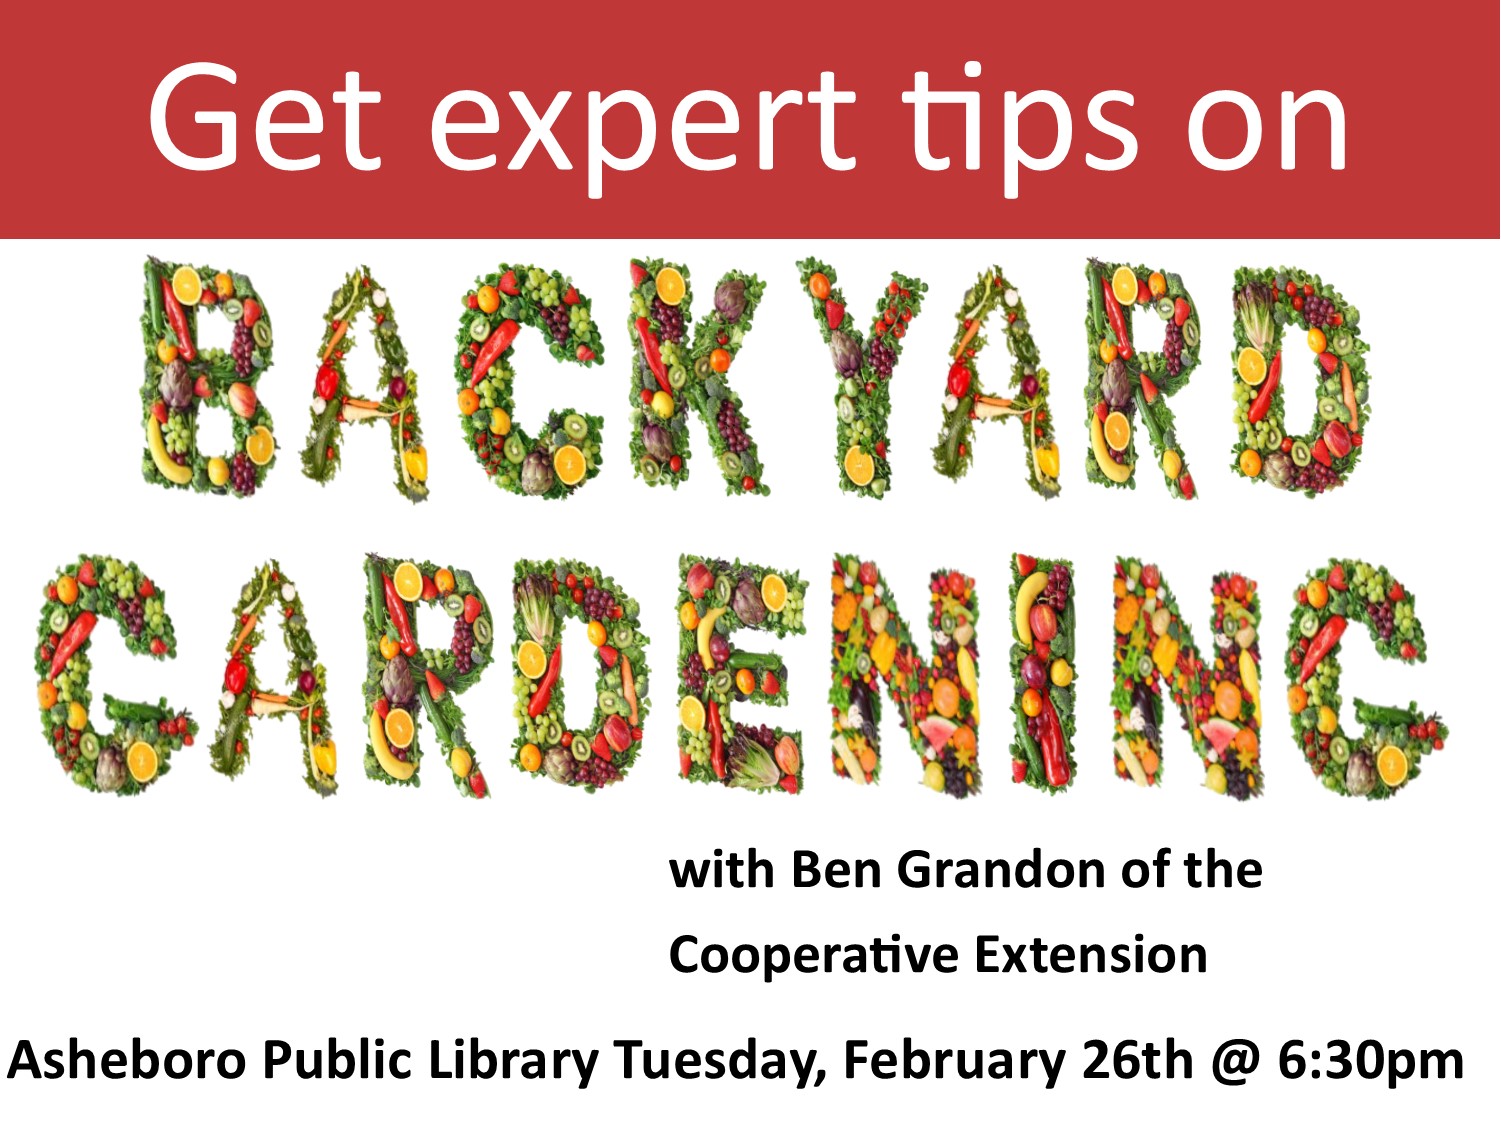 Get expert tips on
BACKYARD
GARDENING
with Ben Grandon of the
Cooperative Extension
Asheboro Public Library Tuesday, February 26th @ 6:30pm